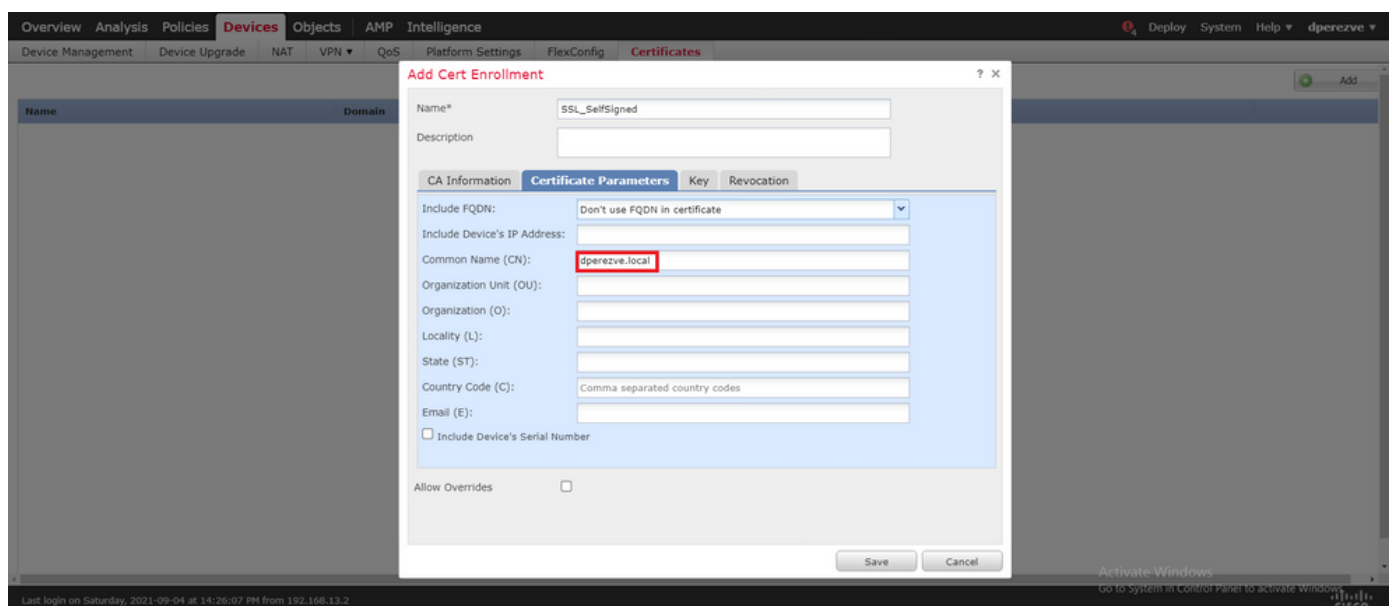 Overview Analysis Policies Devices Objects AMP Intelligence 4 Deploy System Help dperezve
Device Management Device Upgrade NAT VPN QoS Platform Settings FlexConfig Certificates
Add Cert Enrollment ? ×
Add
Name Domain
Name* SSL_SelfSigned
Description
CA Information Certificate Parameters Key Revocation
Include FQDN: Don't use FQDN in certificate
Include Device's IP Address:
Common Name (CN): dperezve.local
Organization Unit (OU):
Organization (O):
Locality (L):
State (ST):
Country Code (C): Comma separated country codes
Email (E):
Include Device's Serial Number
Allow Overrides
Save Cancel
Activate Windows
Go to System in Control Panel to activate Windows.
Last login on Saturday, 2021-09-04 at 14:26:07 PM from 192.168.13.2
CISCO